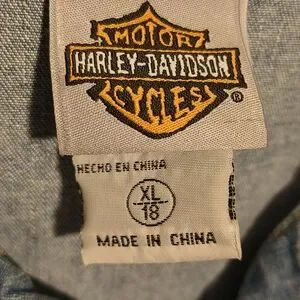 MOTOR
HARLEY-DAVIDSON
CYCLES
®
HECHO EN CHINA
XL
18
MADE IN CHINA